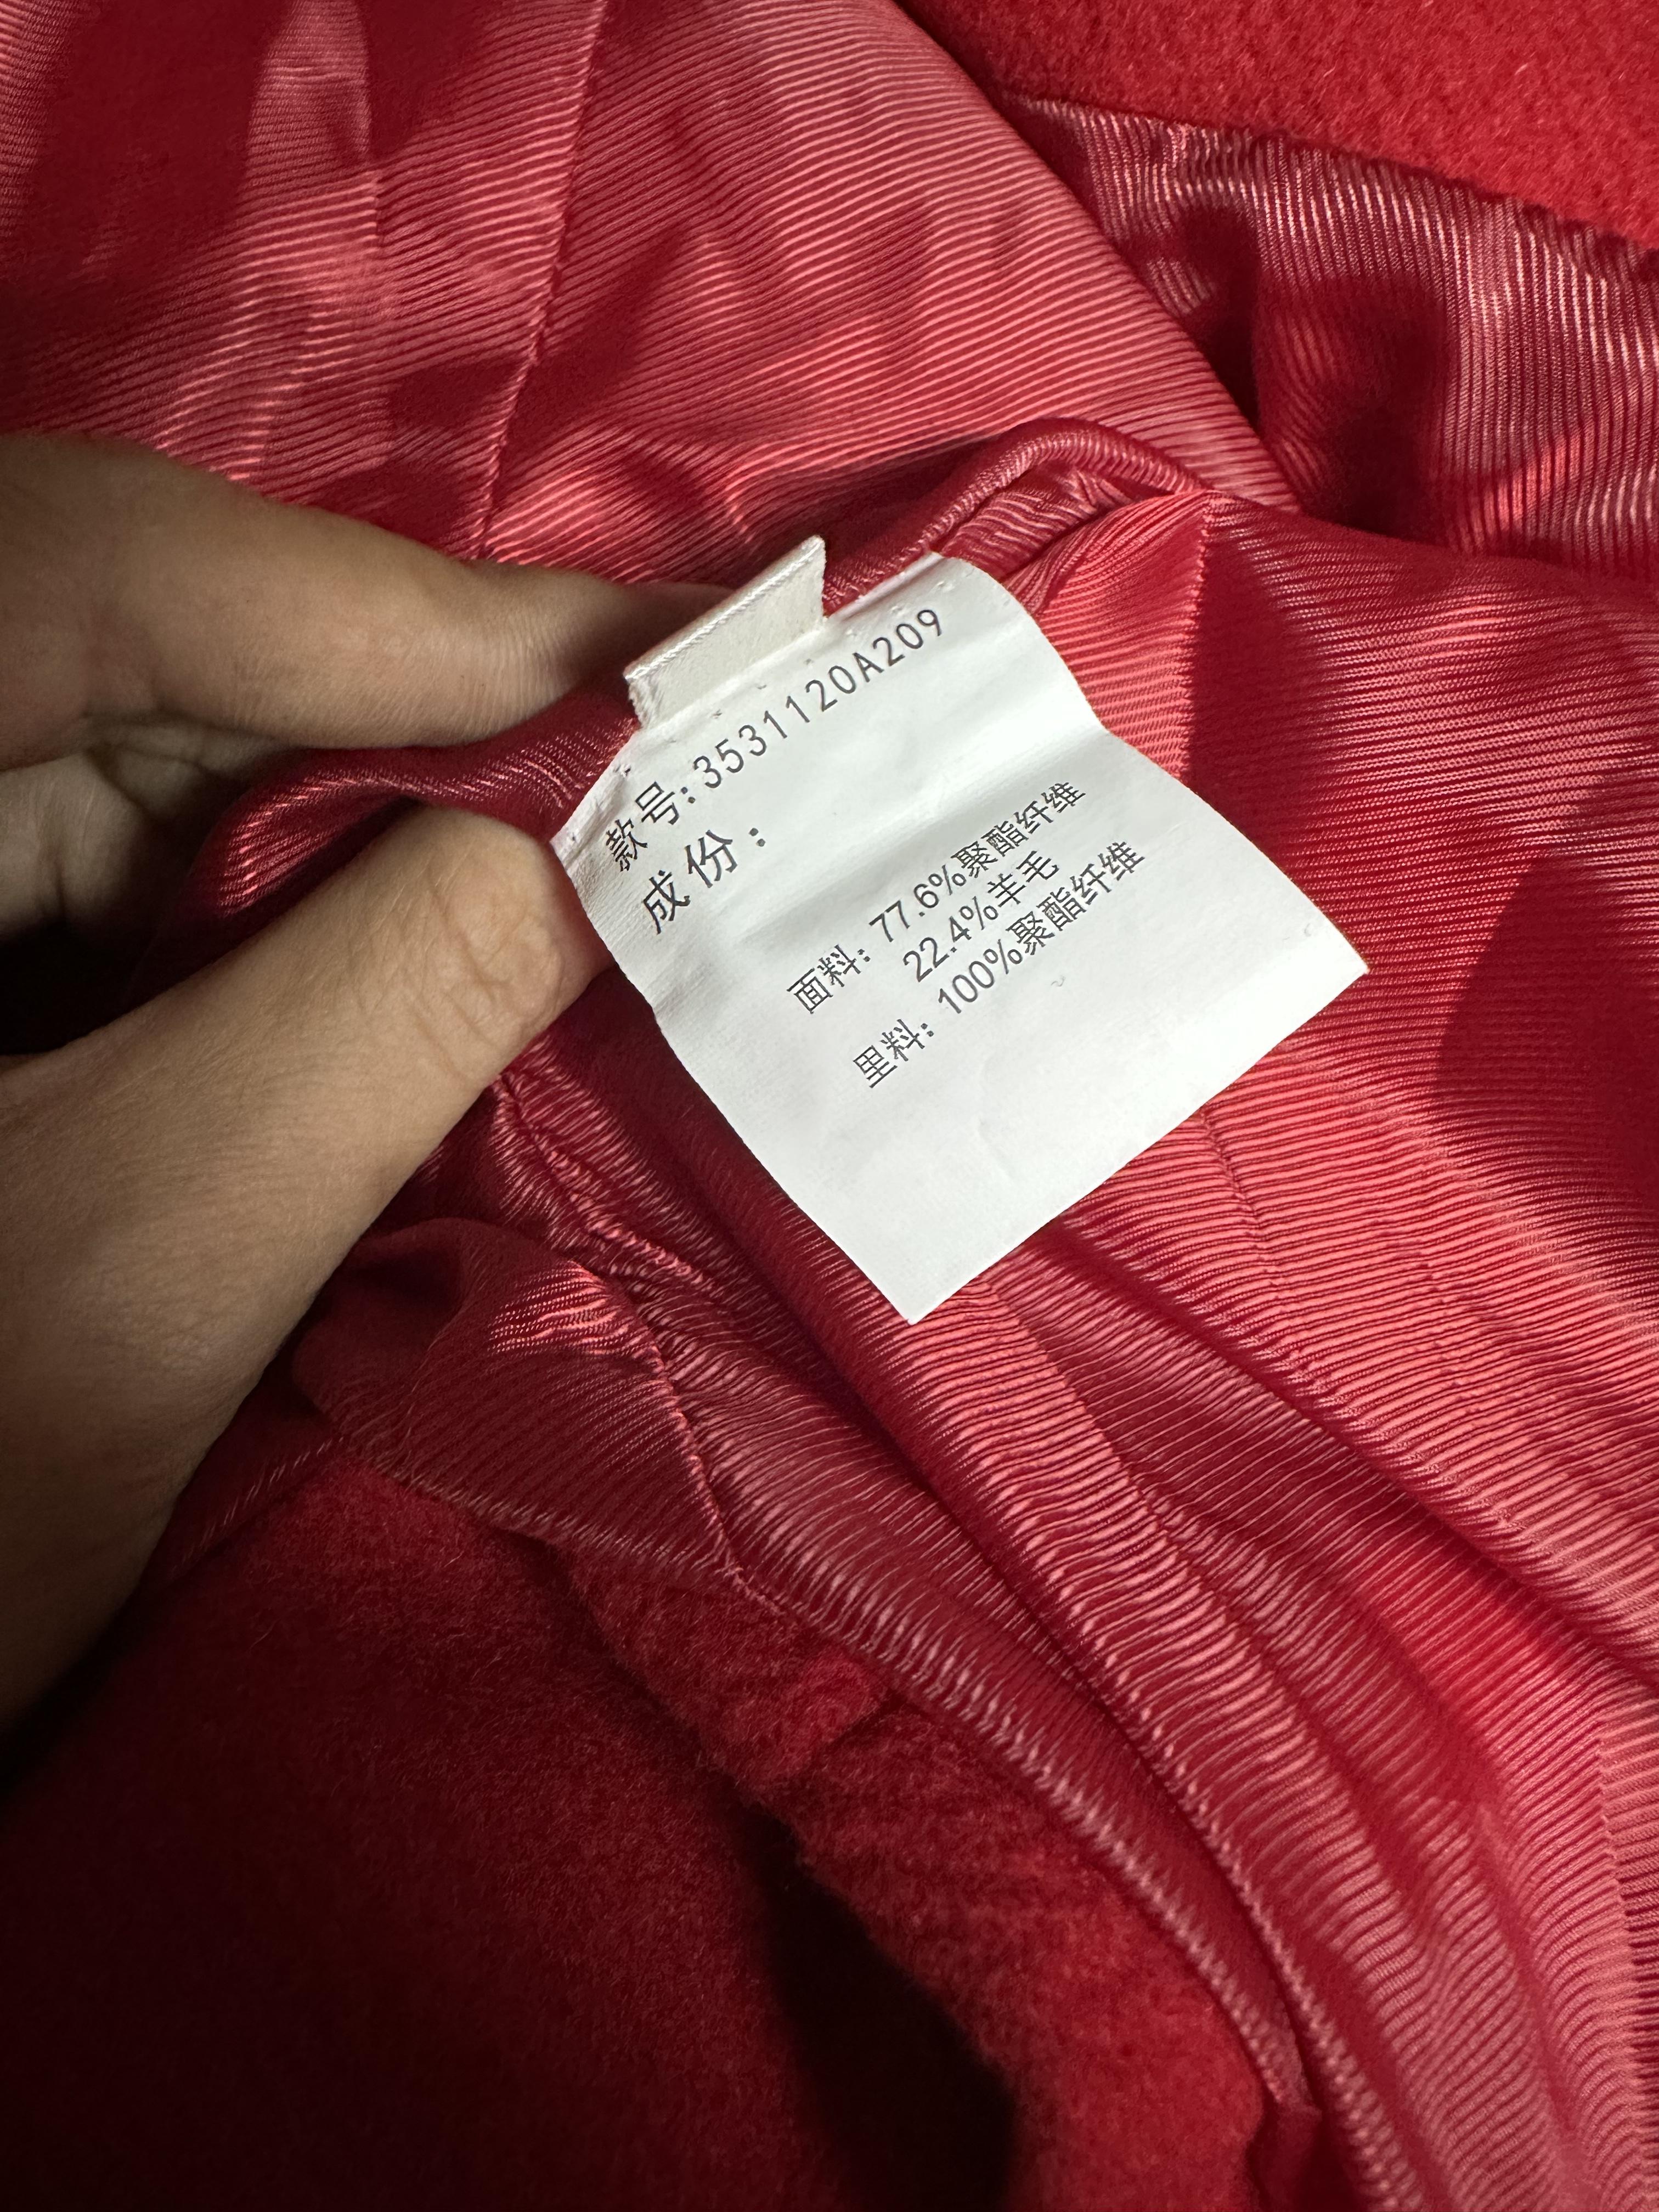 款号:3531120A209
成份:
面料: 77.6%聚酯纤维
22.4%羊毛
里料: 100%聚酯纤维